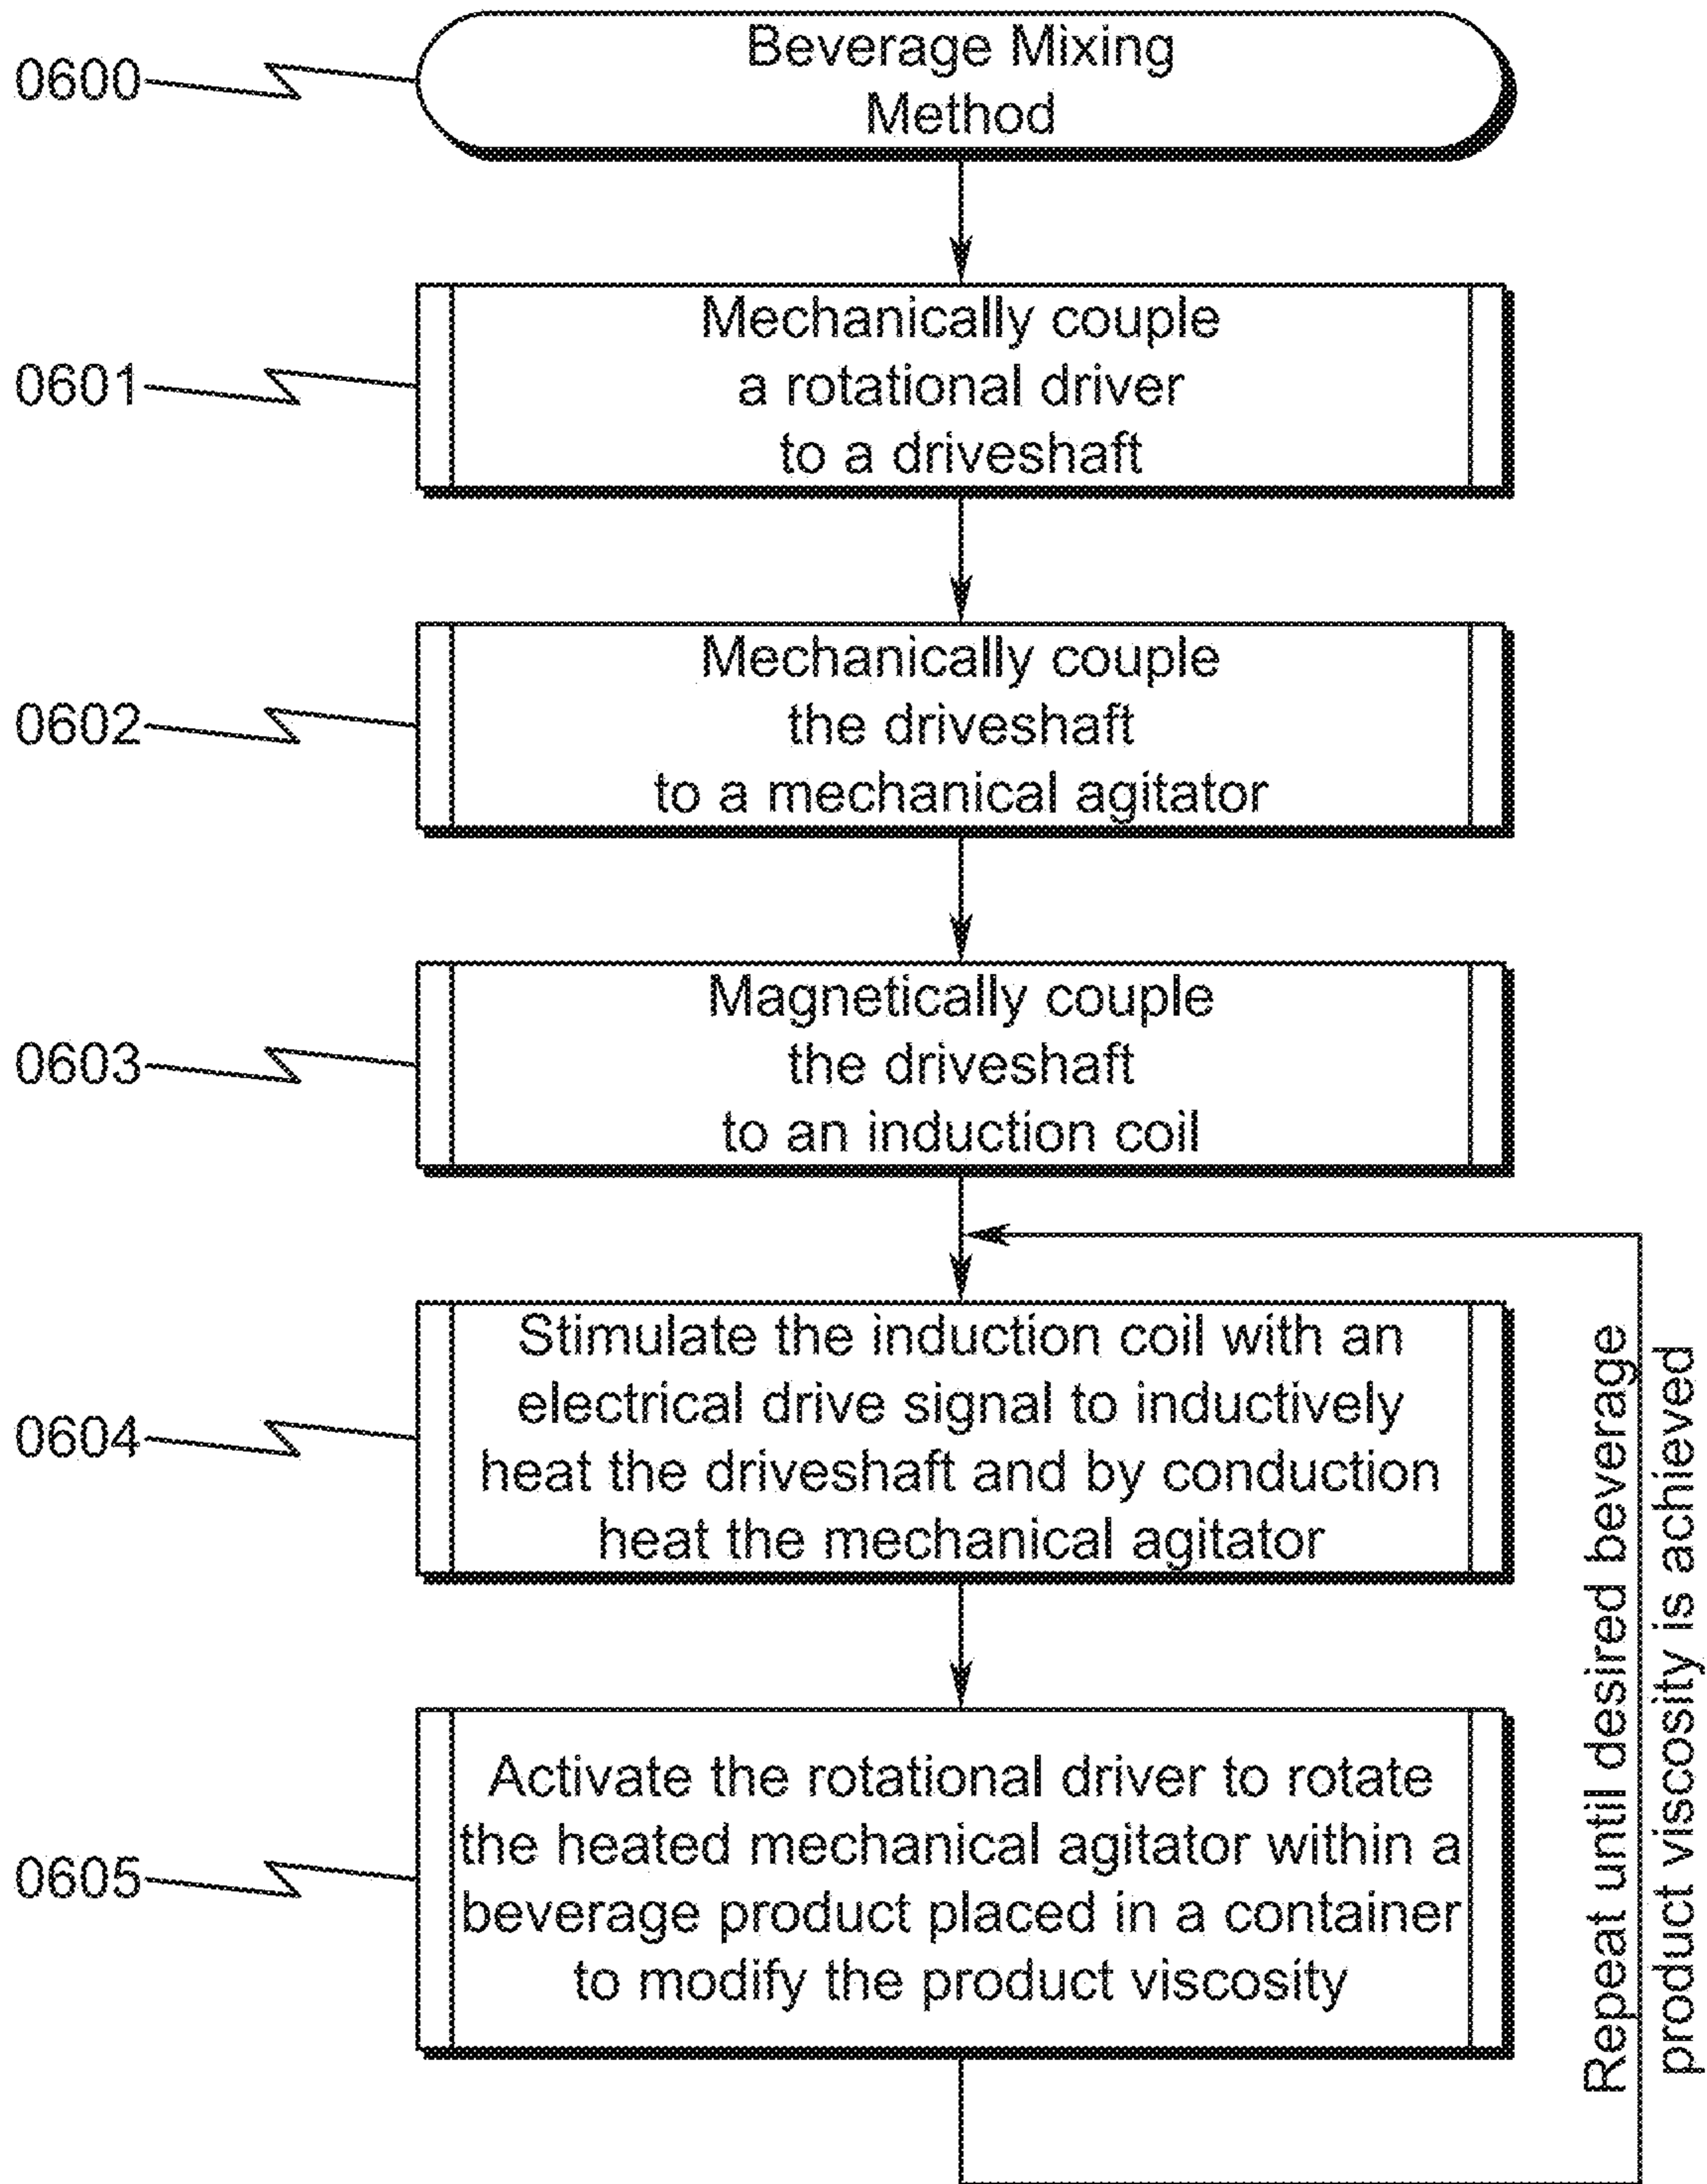 0600
Beverage Mixing
Method
0601
Mechanically couple
a rotational driver
to a driveshaft
0602
Mechanically couple
the driveshaft
to a mechanical agitator
0603
Magnetically couple
the driveshaft
to an induction coil
0604
Stimulate the induction coil with an
electrical drive signal to inductively
heat the driveshaft and by conduction
heat the mechanical agitator
0605
Activate the rotational driver to rotate
the heated mechanical agitator within a
beverage product placed in a container
to modify the product viscosity
Repeat until desired beverage
product viscosity is achieved